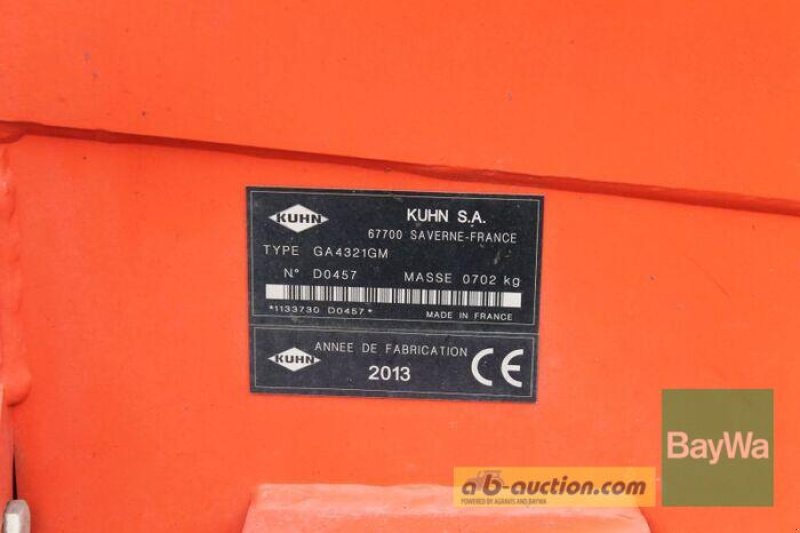 KUHN
KUHN S.A.
67700 SAVERNE-FRANCE
TYPE GA4321GM
N° D0457 MASSE 0702 kg
*1133730 D0457*
MADE IN FRANCE
KUHN
ANNEE DE FABRICATION
2013
CE
BayWa
ab-auction.com
POWERED BY AGRAVIS AND BAYWA